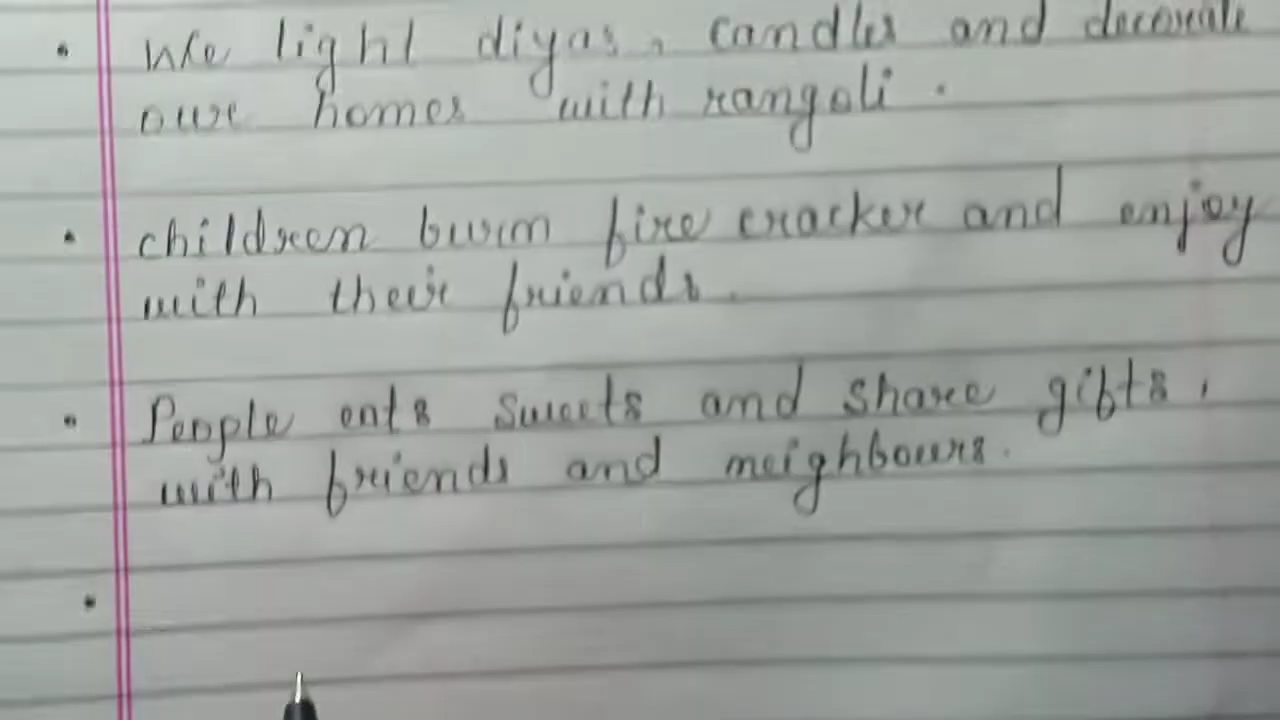 • We light diyas, candles and decorate
our homes with rangoli.
• children burn fire cracker and enjoy
with their friends.
• People eats sweets and share gifts,
with friends and neighbours.
•